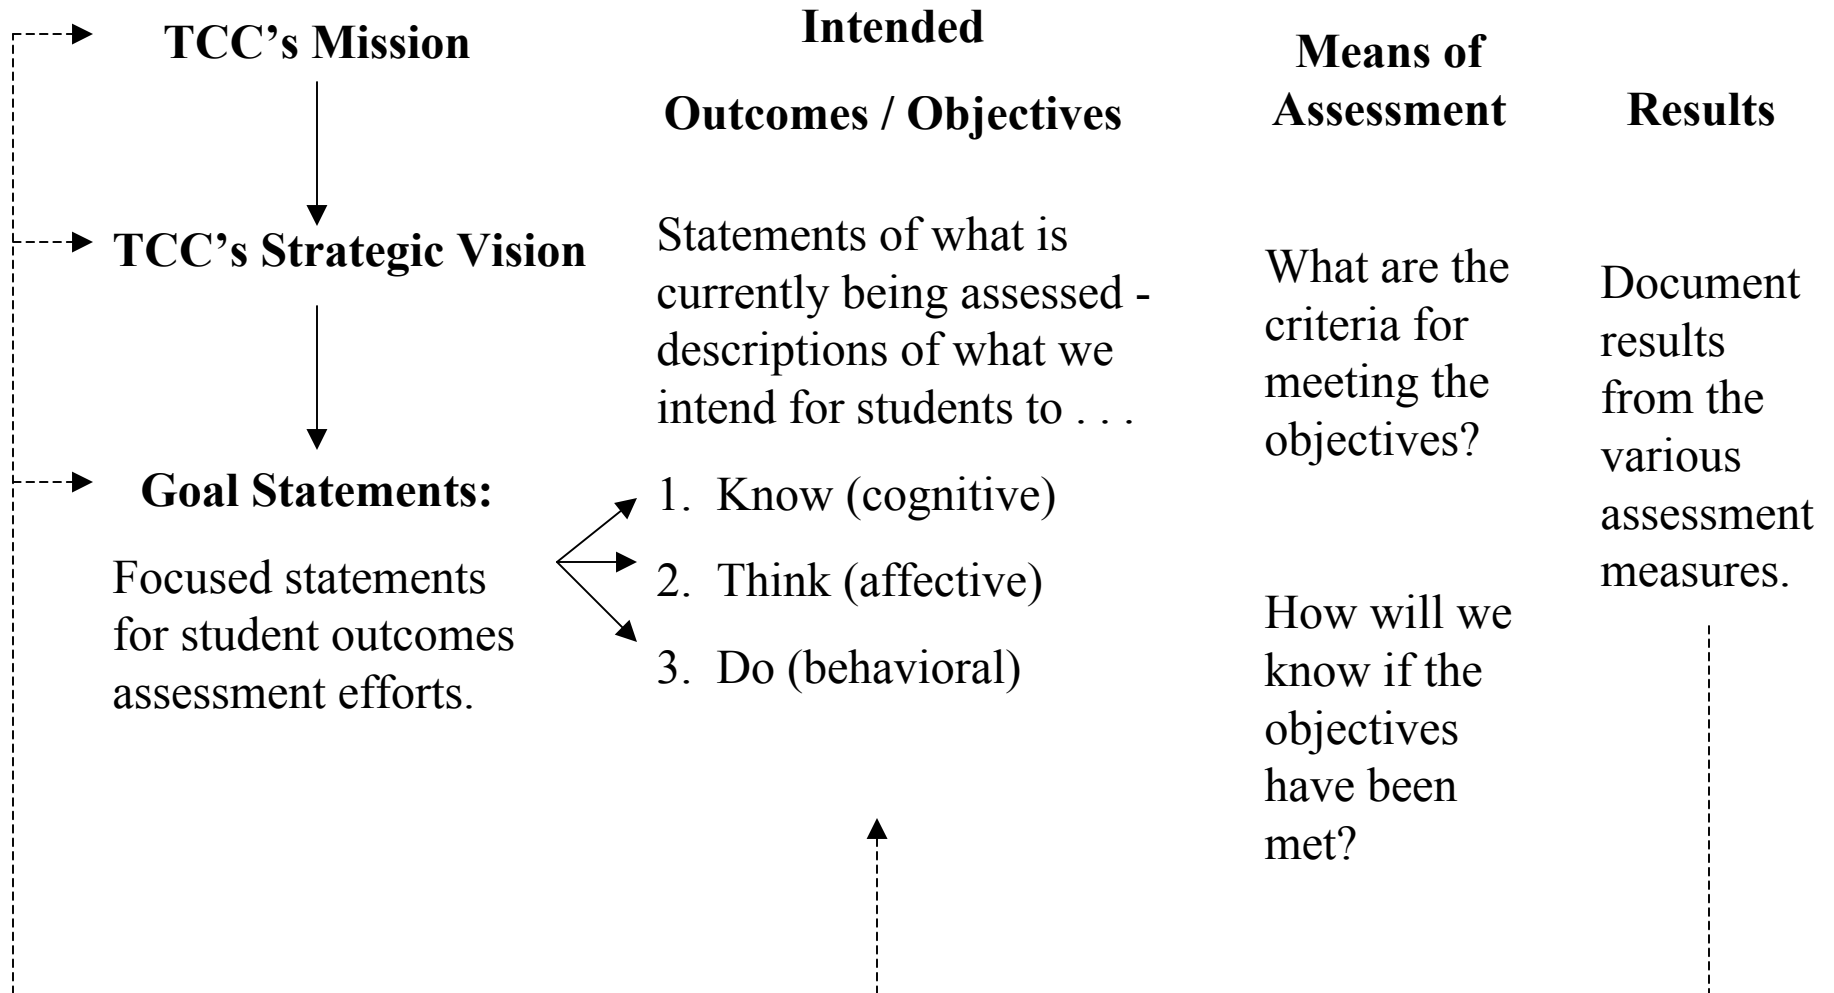 TCC’s Mission
TCC’s Strategic Vision
Goal Statements:
Focused statements
for student outcomes
assessment efforts.
Intended
Outcomes / Objectives
Statements of what is
currently being assessed -
descriptions of what we
intend for students to . . .
1. Know (cognitive)
2. Think (affective)
3. Do (behavioral)
Means of
Assessment
What are the
criteria for
meeting the
objectives?
How will we
know if the
objectives
have been
met?
Results
Document
results
from the
various
assessment
measures.